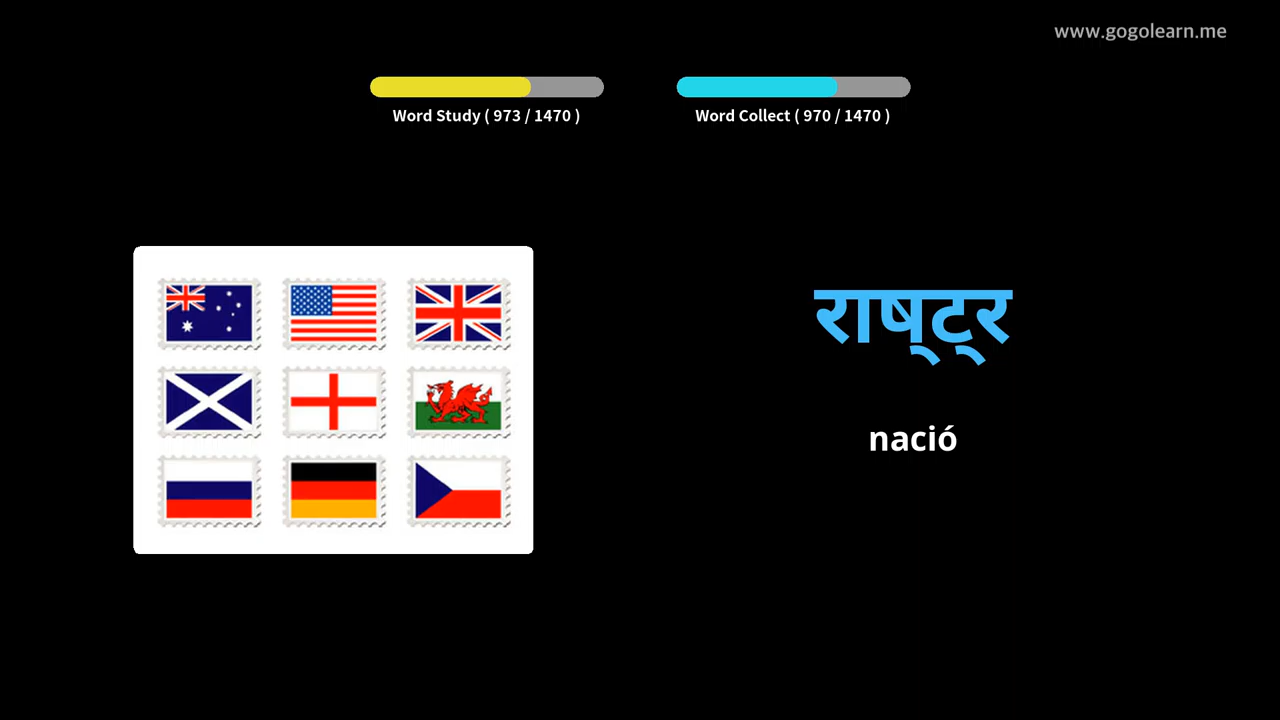 www.gogolearn.me
Word Study ( 973 / 1470 )
Word Collect ( 970 / 1470 )
राष्ट्र
nació